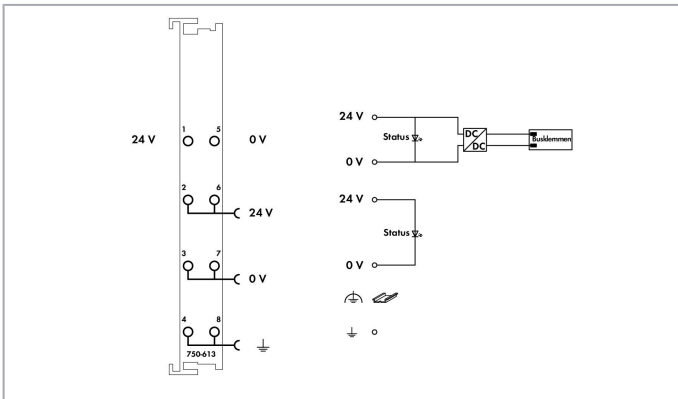 24 V
1
5
0 V
2
6
24 V
3
7
0 V
4
8
750-613
24 V
Status
0 V
DC
DC
Busklemmen
24 V
Status
0 V